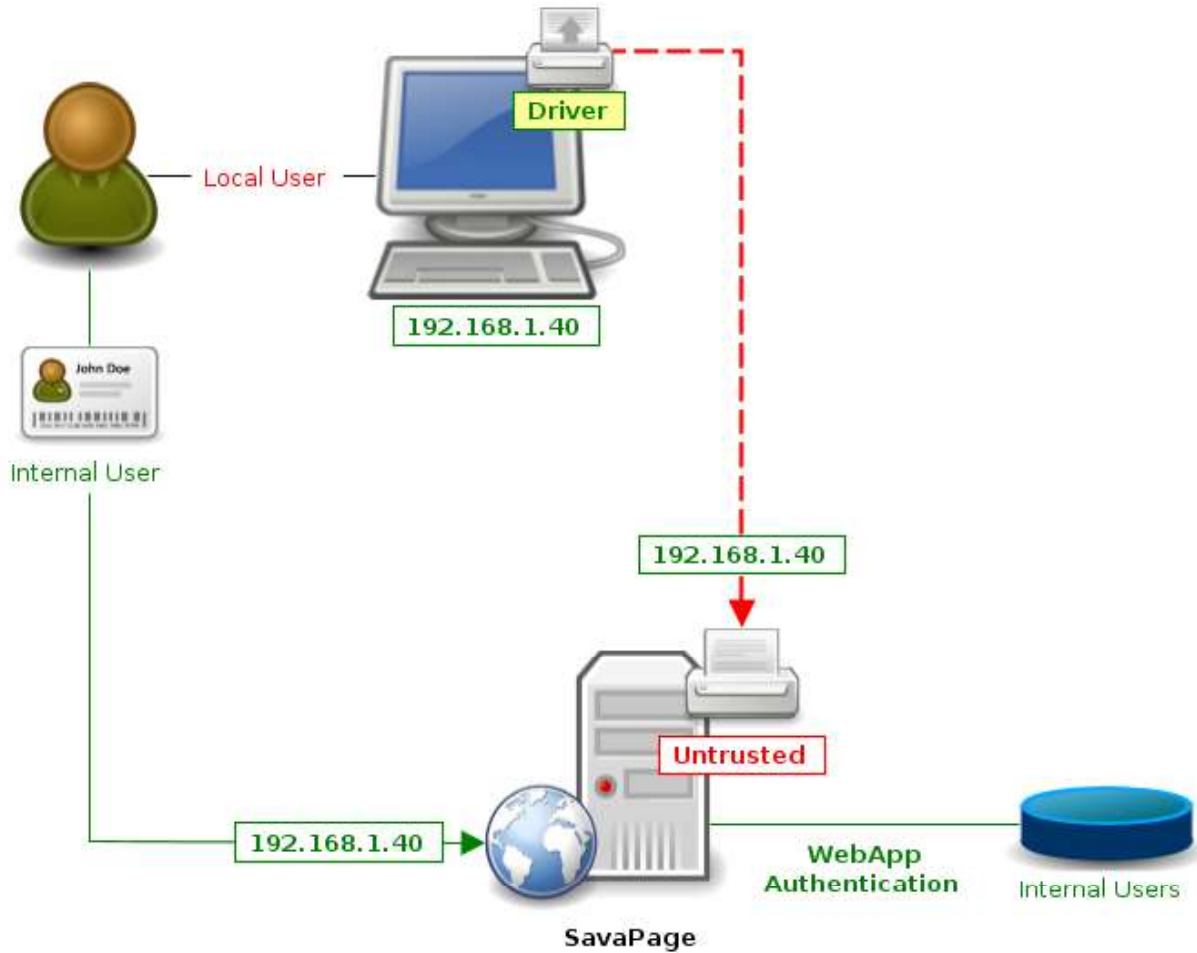 Driver
Local User
192.168.1.40
John Doe
Internal User
192.168.1.40
Untrusted
192.168.1.40
WebApp
Authentication
Internal Users
SavaPage